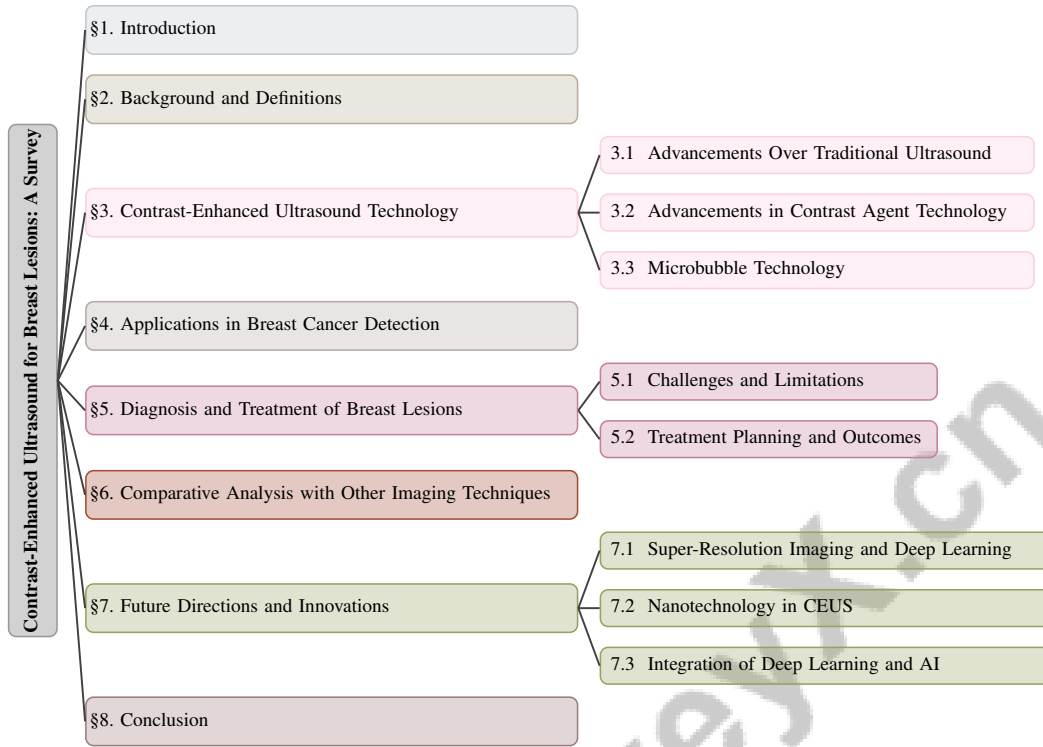 Contrast-Enhanced Ultrasound for Breast Lesions: A Survey
§1. Introduction
§2. Background and Definitions
§3. Contrast-Enhanced Ultrasound Technology
3.1 Advancements Over Traditional Ultrasound
3.2 Advancements in Contrast Agent Technology
3.3 Microbubble Technology
§4. Applications in Breast Cancer Detection
§5. Diagnosis and Treatment of Breast Lesions
5.1 Challenges and Limitations
5.2 Treatment Planning and Outcomes
§6. Comparative Analysis with Other Imaging Techniques
§7. Future Directions and Innovations
7.1 Super-Resolution Imaging and Deep Learning
7.2 Nanotechnology in CEUS
7.3 Integration of Deep Learning and AI
§8. Conclusion